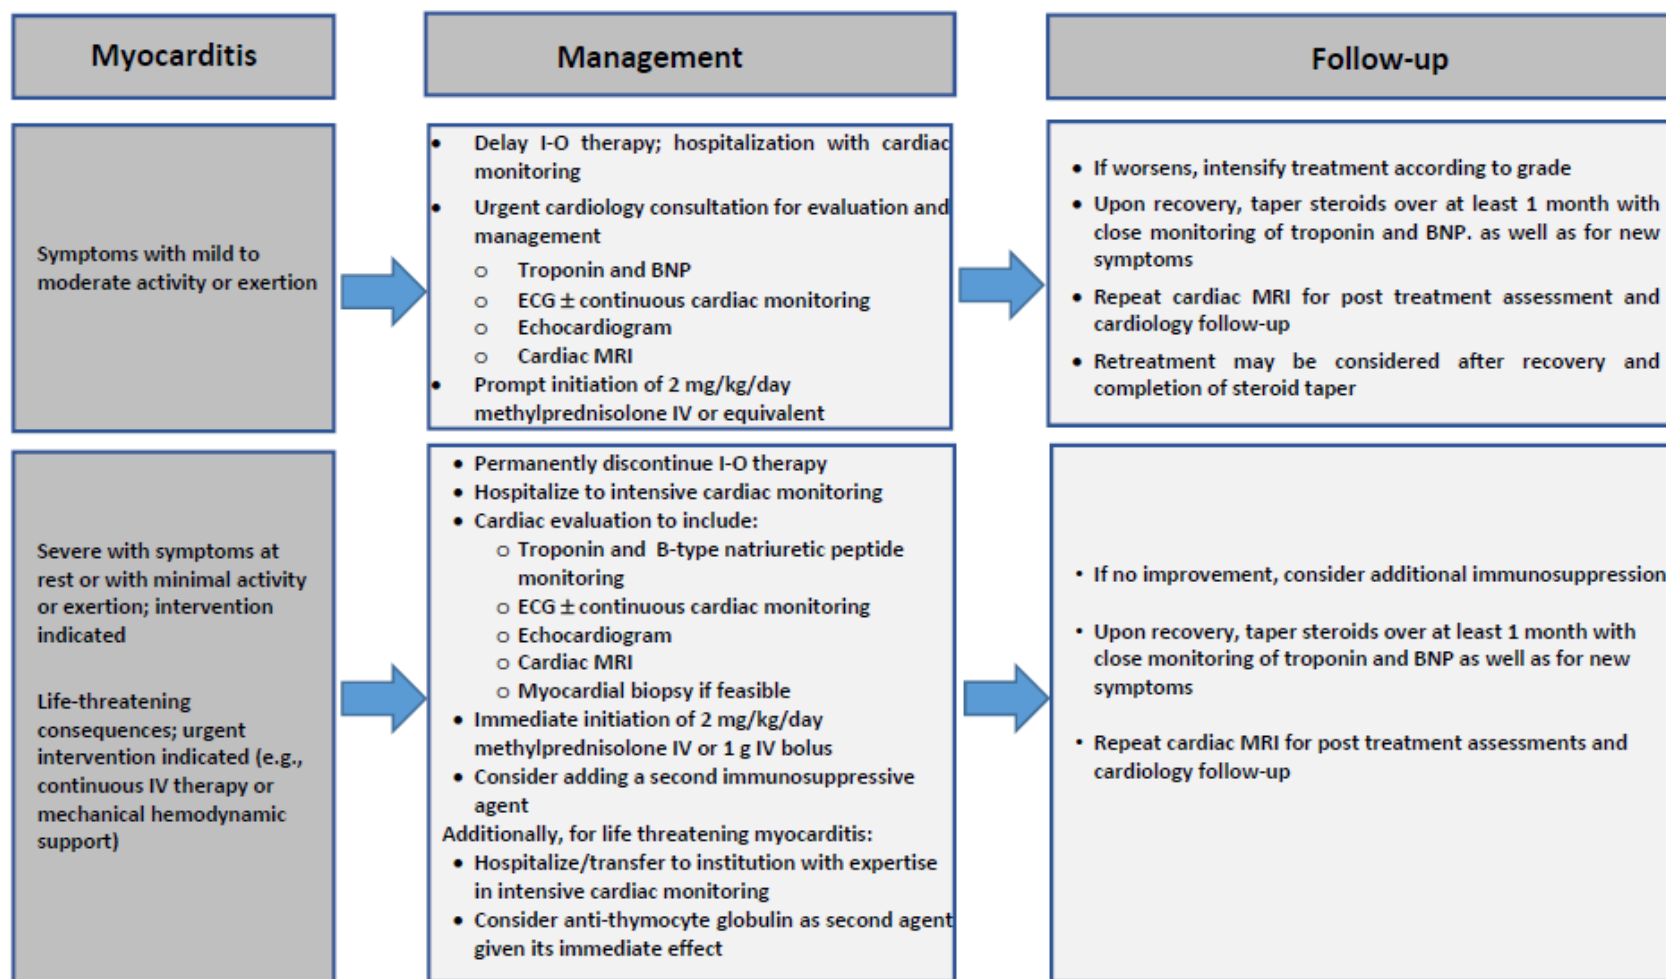 Myocarditis
Management
Follow-up
Symptoms with mild to
moderate activity or exertion
• Delay I-O therapy; hospitalization with cardiac
monitoring
• Urgent cardiology consultation for evaluation and
management
o Troponin and BNP
o ECG ± continuous cardiac monitoring
o Echocardiogram
o Cardiac MRI
• Prompt initiation of 2 mg/kg/day
methylprednisolone IV or equivalent
• If worsens, intensify treatment according to grade
• Upon recovery, taper steroids over at least 1 month with
close monitoring of troponin and BNP. as well as for new
symptoms
• Repeat cardiac MRI for post treatment assessment and
cardiology follow-up
• Retreatment may be considered after recovery and
completion of steroid taper
Severe with symptoms at
rest or with minimal activity
or exertion; intervention
indicated
Life-threatening
consequences; urgent
intervention indicated (e.g.,
continuous IV therapy or
mechanical hemodynamic
support)
• Permanently discontinue I-O therapy
• Hospitalize to intensive cardiac monitoring
• Cardiac evaluation to include:
o Troponin and B-type natriuretic peptide
monitoring
o ECG ± continuous cardiac monitoring
o Echocardiogram
o Cardiac MRI
o Myocardial biopsy if feasible
• Immediate initiation of 2 mg/kg/day
methylprednisolone IV or 1 g IV bolus
• Consider adding a second immunosuppressive
agent
Additionally, for life threatening myocarditis:
• Hospitalize/transfer to institution with expertise
in intensive cardiac monitoring
• Consider anti-thymocyte globulin as second agent
given its immediate effect
• If no improvement, consider additional immunosuppression
• Upon recovery, taper steroids over at least 1 month with
close monitoring of troponin and BNP as well as for new
symptoms
• Repeat cardiac MRI for post treatment assessments and
cardiology follow-up